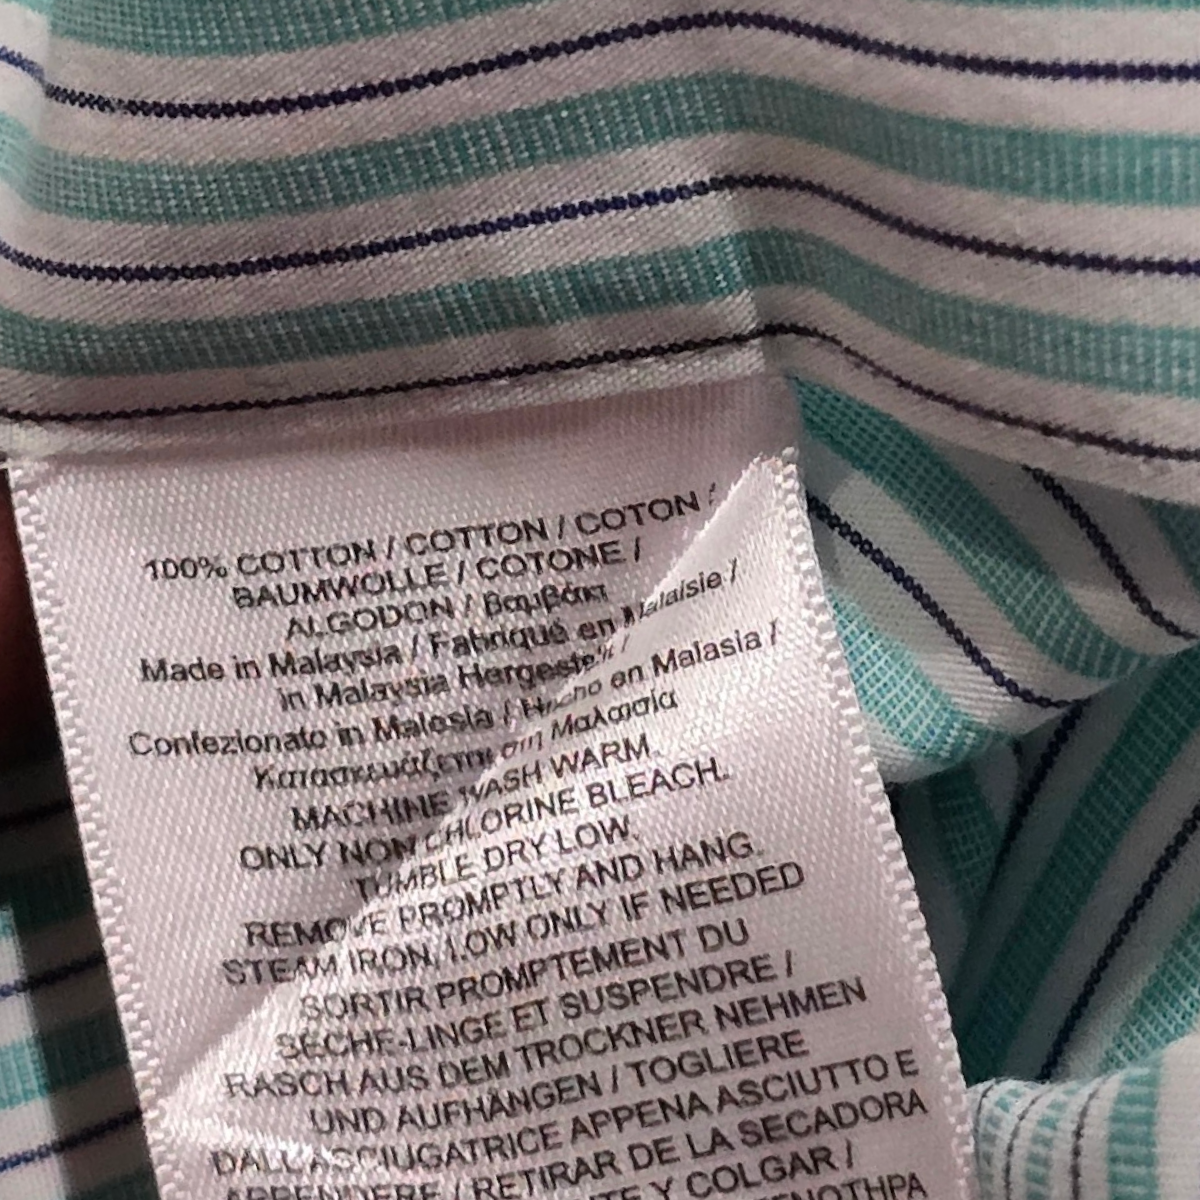 100% COTTON / COTTON / COTON /
BAUMWOLLE / COTONE /
ALGODON / Βαμβάκι
Made in Malaysia / Fabriqué en Malaisie /
in Malaysia Hergestellt /
Confezionato in Malesia / Hecho en Malasia /
Κατασκευάζεται στη Μαλαισία
MACHINE WASH WARM.
ONLY NON CHLORINE BLEACH.
TUMBLE DRY LOW.
REMOVE PROMPTLY AND HANG.
STEAM IRON, LOW ONLY IF NEEDED
SORTIR PROMPTEMENT DU
SÈCHE-LINGE ET SUSPENDRE /
RASCH AUS DEM TROCKNER NEHMEN
UND AUFHÄNGEN / TOGLIERE
DALL'ASCIUGATRICE APPENA ASCIUTTO E
APPENDERE / RETIRAR DE LA SECADORA
Y COLGAR /